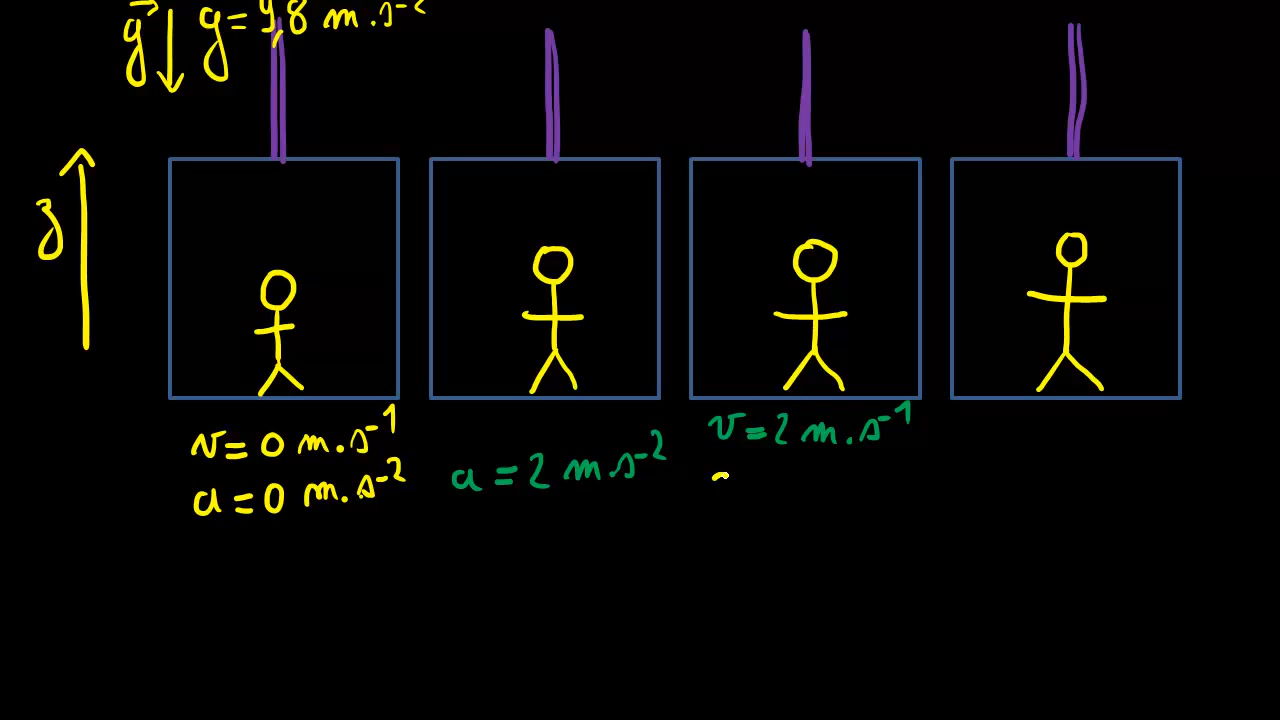 g⃗ g = 9,8 m.s⁻²
z
v = 0 m.s⁻¹
a = 0 m.s⁻²
a = 2 m.s⁻²
v = 2 m.s⁻¹